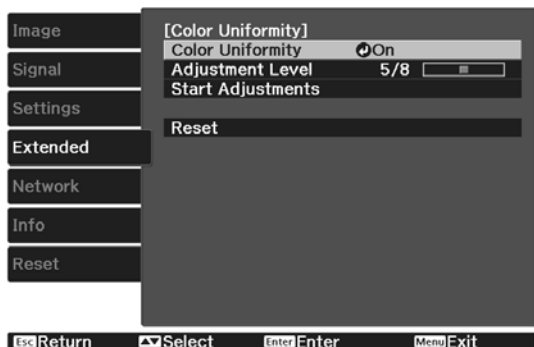 Image
Signal
Settings
Extended
Network
Info
Reset
[Color Uniformity]
Color Uniformity On
Adjustment Level 5/8
Start Adjustments
Reset
Esc Return Select Enter Enter Menu Exit